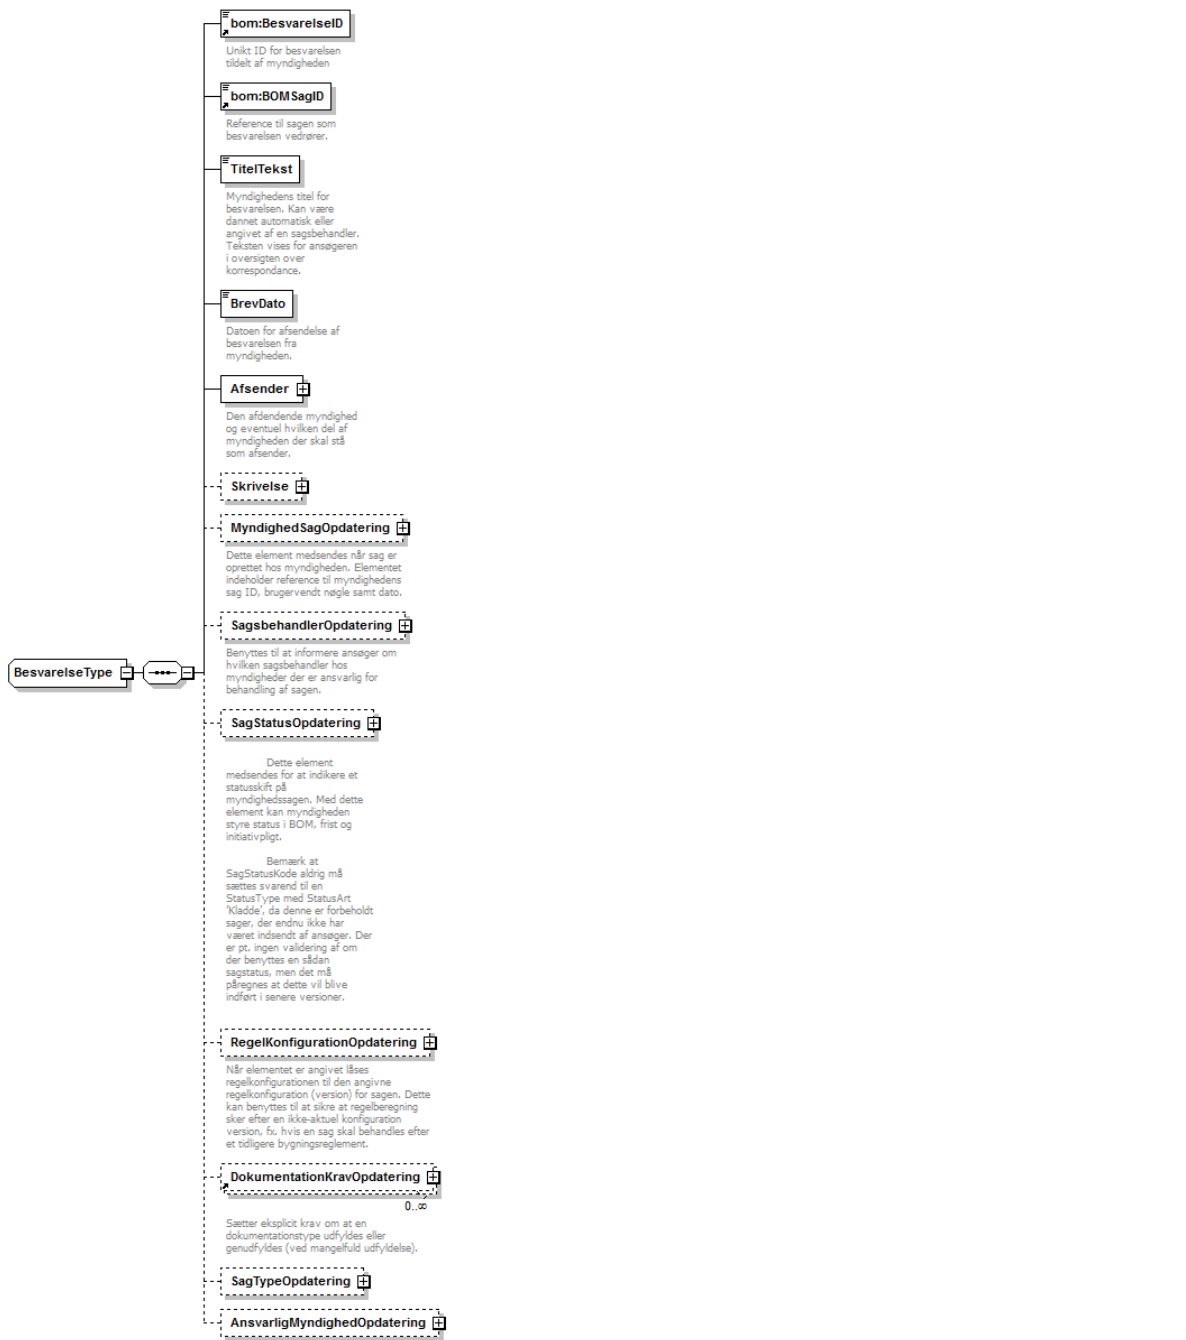 bom:BesvarelseID
Unikt ID for besvarelsen
tildelt af myndigheden
bom:BOMSagID
Reference til sagen som
besvarelsen vedrører.
TitelTekst
Myndighedens titel for
besvarelsen. Kan være
dannet automatisk eller
angivet af en sagsbehandler.
Teksten vises for ansøgeren
i oversigten over
korrespondance.
BrevDato
Datoen for afsendelse af
besvarelsen fra
myndigheden.
Afsender
Den afdendende myndighed
og eventuel hvilken del af
myndigheden der skal stå
som afsender.
Skrivelse
MyndighedSagOpdatering
Dette element medsendes når sag er
oprettet hos myndigheden. Elementet
indeholder reference til myndighedens
sag ID, brugervendt nøgle samt dato.
SagsbehandlerOpdatering
Benyttes til at informere ansøger om
hvilken sagsbehandler hos
myndigheder der er ansvarlig for
behandling af sagen.
BesvarelseType
SagStatusOpdatering
Dette element
medsendes for at indikere et
statusskift på
myndighedssagen. Med dette
element kan myndigheden
styre status i BOM, frist og
initiativpligt.
Bemærk at
SagStatusKode aldrig må
sættes svarend til en
StatusType med StatusArt
'Kladde', da denne er forbeholdt
sager, der endnu ikke har
været indsendt af ansøger. Der
er pt. ingen validering af om
der benyttes en sådan
sagstatus, men det må
påregnes at dette vil blive
indført i senere versioner.
RegelKonfigurationOpdatering
Når elementet er angivet låses
regelkonfigurationen til den angivne
regelkonfiguration (version) for sagen. Dette
kan benyttes til at sikre at regelberegning
sker efter en ikke-aktuel konfiguration
version, fx. hvis en sag skal behandles efter
et tidligere bygningsreglement.
DokumentationKravOpdatering
0..∞
Sætter eksplicit krav om at en
dokumentationstype udfyldes eller
genudfyldes (ved mangelfuld udfyldelse).
SagTypeOpdatering
AnsvarligMyndighedOpdatering